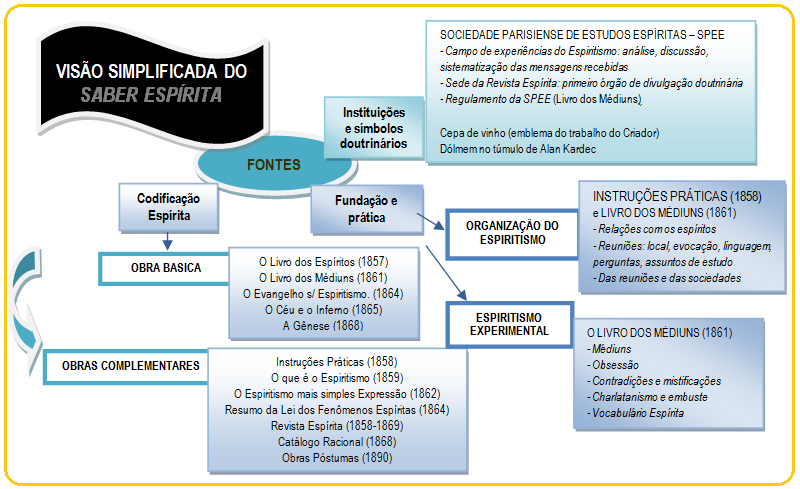 VISÃO SIMPLIFICADA DO
SABER ESPÍRITA
SOCIEDADE PARISIENSE DE ESTUDOS ESPÍRITAS – SPEE
- Campo de experiências do Espiritismo: análise, discussão,
sistematização das mensagens recebidas
- Sede da Revista Espírita: primeiro órgão de divulgação doutrinária
- Regulamento da SPEE (Livro dos Médiuns)
Cepa de vinho (emblema do trabalho do Criador)
Dólmem no túmulo de Alan Kardec
Instituições
e símbolos
doutrinários
FONTES
Codificação
Espírita
Fundação e
prática
OBRA BASICA
O Livro dos Espíritos (1857)
O Livro dos Médiuns (1861)
O Evangelho s/ Espiritismo. (1864)
O Céu e o Inferno (1865)
A Gênese (1868)
ORGANIZAÇÃO DO
ESPIRITISMO
INSTRUÇÕES PRÁTICAS (1858)
e LIVRO DOS MÉDIUNS (1861)
- Relações com os espíritos
- Reuniões: local, evocação, linguagem,
perguntas, assuntos de estudo
- Das reuniões e das sociedades
ESPIRITISMO
EXPERIMENTAL
O LIVRO DOS MÉDIUNS (1861)
- Médiuns
- Obsessão
- Contradições e mistificações
- Charlatanismo e embuste
- Vocabulário Espírita
OBRAS COMPLEMENTARES
Instruções Práticas (1858)
O que é o Espiritismo (1859)
O Espiritismo mais simples Expressão (1862)
Resumo da Lei dos Fenômenos Espíritas (1864)
Revista Espírita (1858-1869)
Catálogo Racional (1868)
Obras Póstumas (1890)